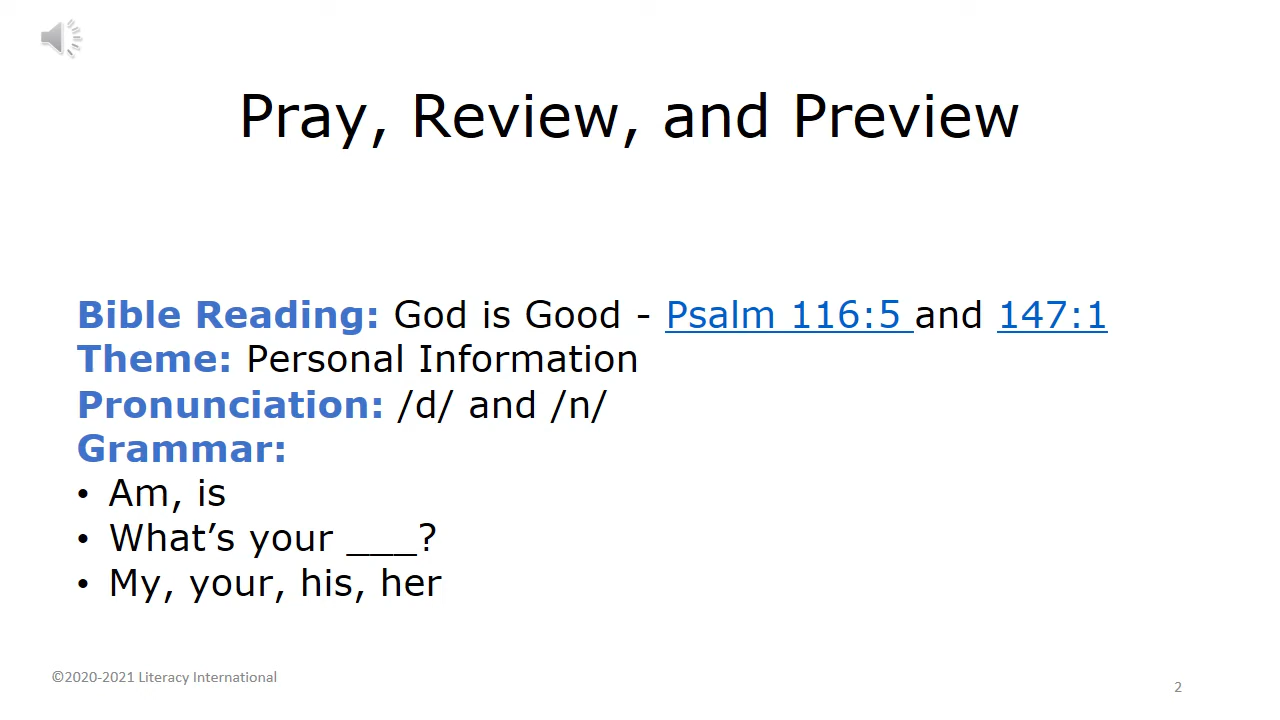 Pray, Review, and Preview
Bible Reading: God is Good - Psalm 116:5 and 147:1
Theme: Personal Information
Pronunciation: /d/ and /n/
Grammar:
• Am, is
• What’s your ___?
• My, your, his, her
©2020-2021 Literacy International
2